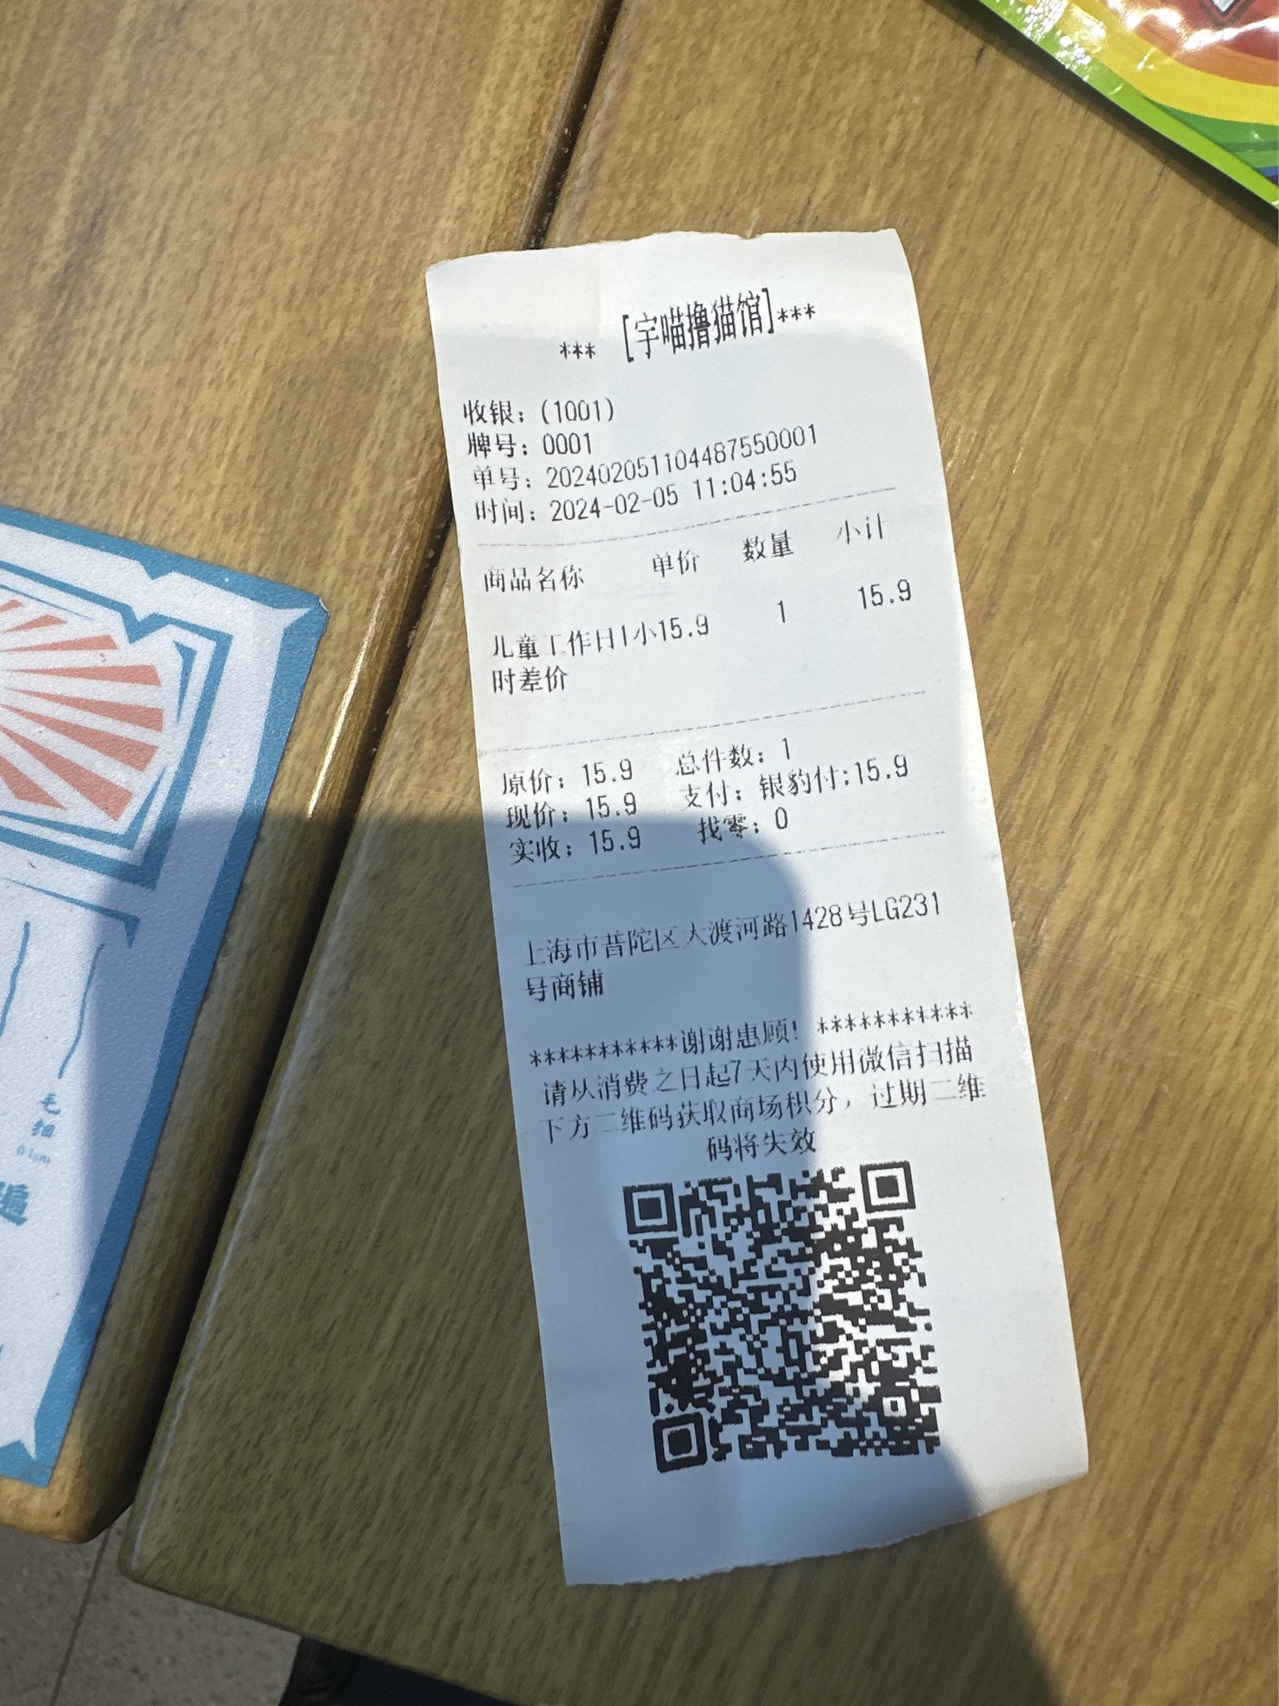 *** [宇喵撸猫馆]***
收银：(1001)
牌号：0001
单号：2024020511044875500​01
时间：2024-02-05 11:04:55
商品名称 单价 数量 小计
儿童工作日1小15.9 1 15.9
时差价
原价：15.9 总件数：1
现价：15.9 支付：银豹付:15.9
实收：15.9 找零：0
上海市普陀区大渡河路1428号LG231
号商铺
***********谢谢惠顾！***********
请从消费之日起7天内使用微信扫描
下方二维码获取商场积分，过期二维
码将失效
毛
细
0.1cm
遍